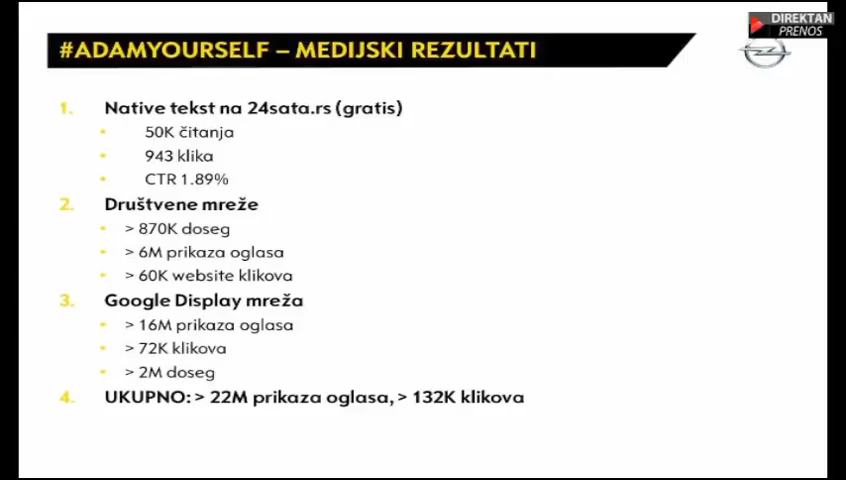 DIREKTAN
PRENOS
#ADAMYOURSELF – MEDIJSKI REZULTATI
1. Native tekst na 24sata.rs (gratis)
• 50K čitanja
• 943 klika
• CTR 1.89%
2. Društvene mreže
• > 870K doseg
• > 6M prikaza oglasa
• > 60K website klikova
3. Google Display mreža
• > 16M prikaza oglasa
• > 72K klikova
• > 2M doseg
4. UKUPNO: > 22M prikaza oglasa, > 132K klikova